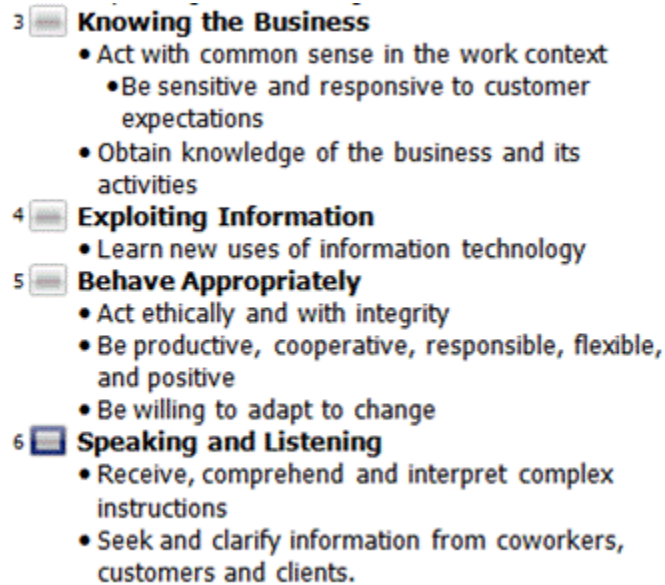 3 Knowing the Business
• Act with common sense in the work context
•Be sensitive and responsive to customer
expectations
• Obtain knowledge of the business and its
activities
4 Exploiting Information
• Learn new uses of information technology
5 Behave Appropriately
• Act ethically and with integrity
• Be productive, cooperative, responsible, flexible,
and positive
• Be willing to adapt to change
6 Speaking and Listening
• Receive, comprehend and interpret complex
instructions
• Seek and clarify information from coworkers,
customers and clients.